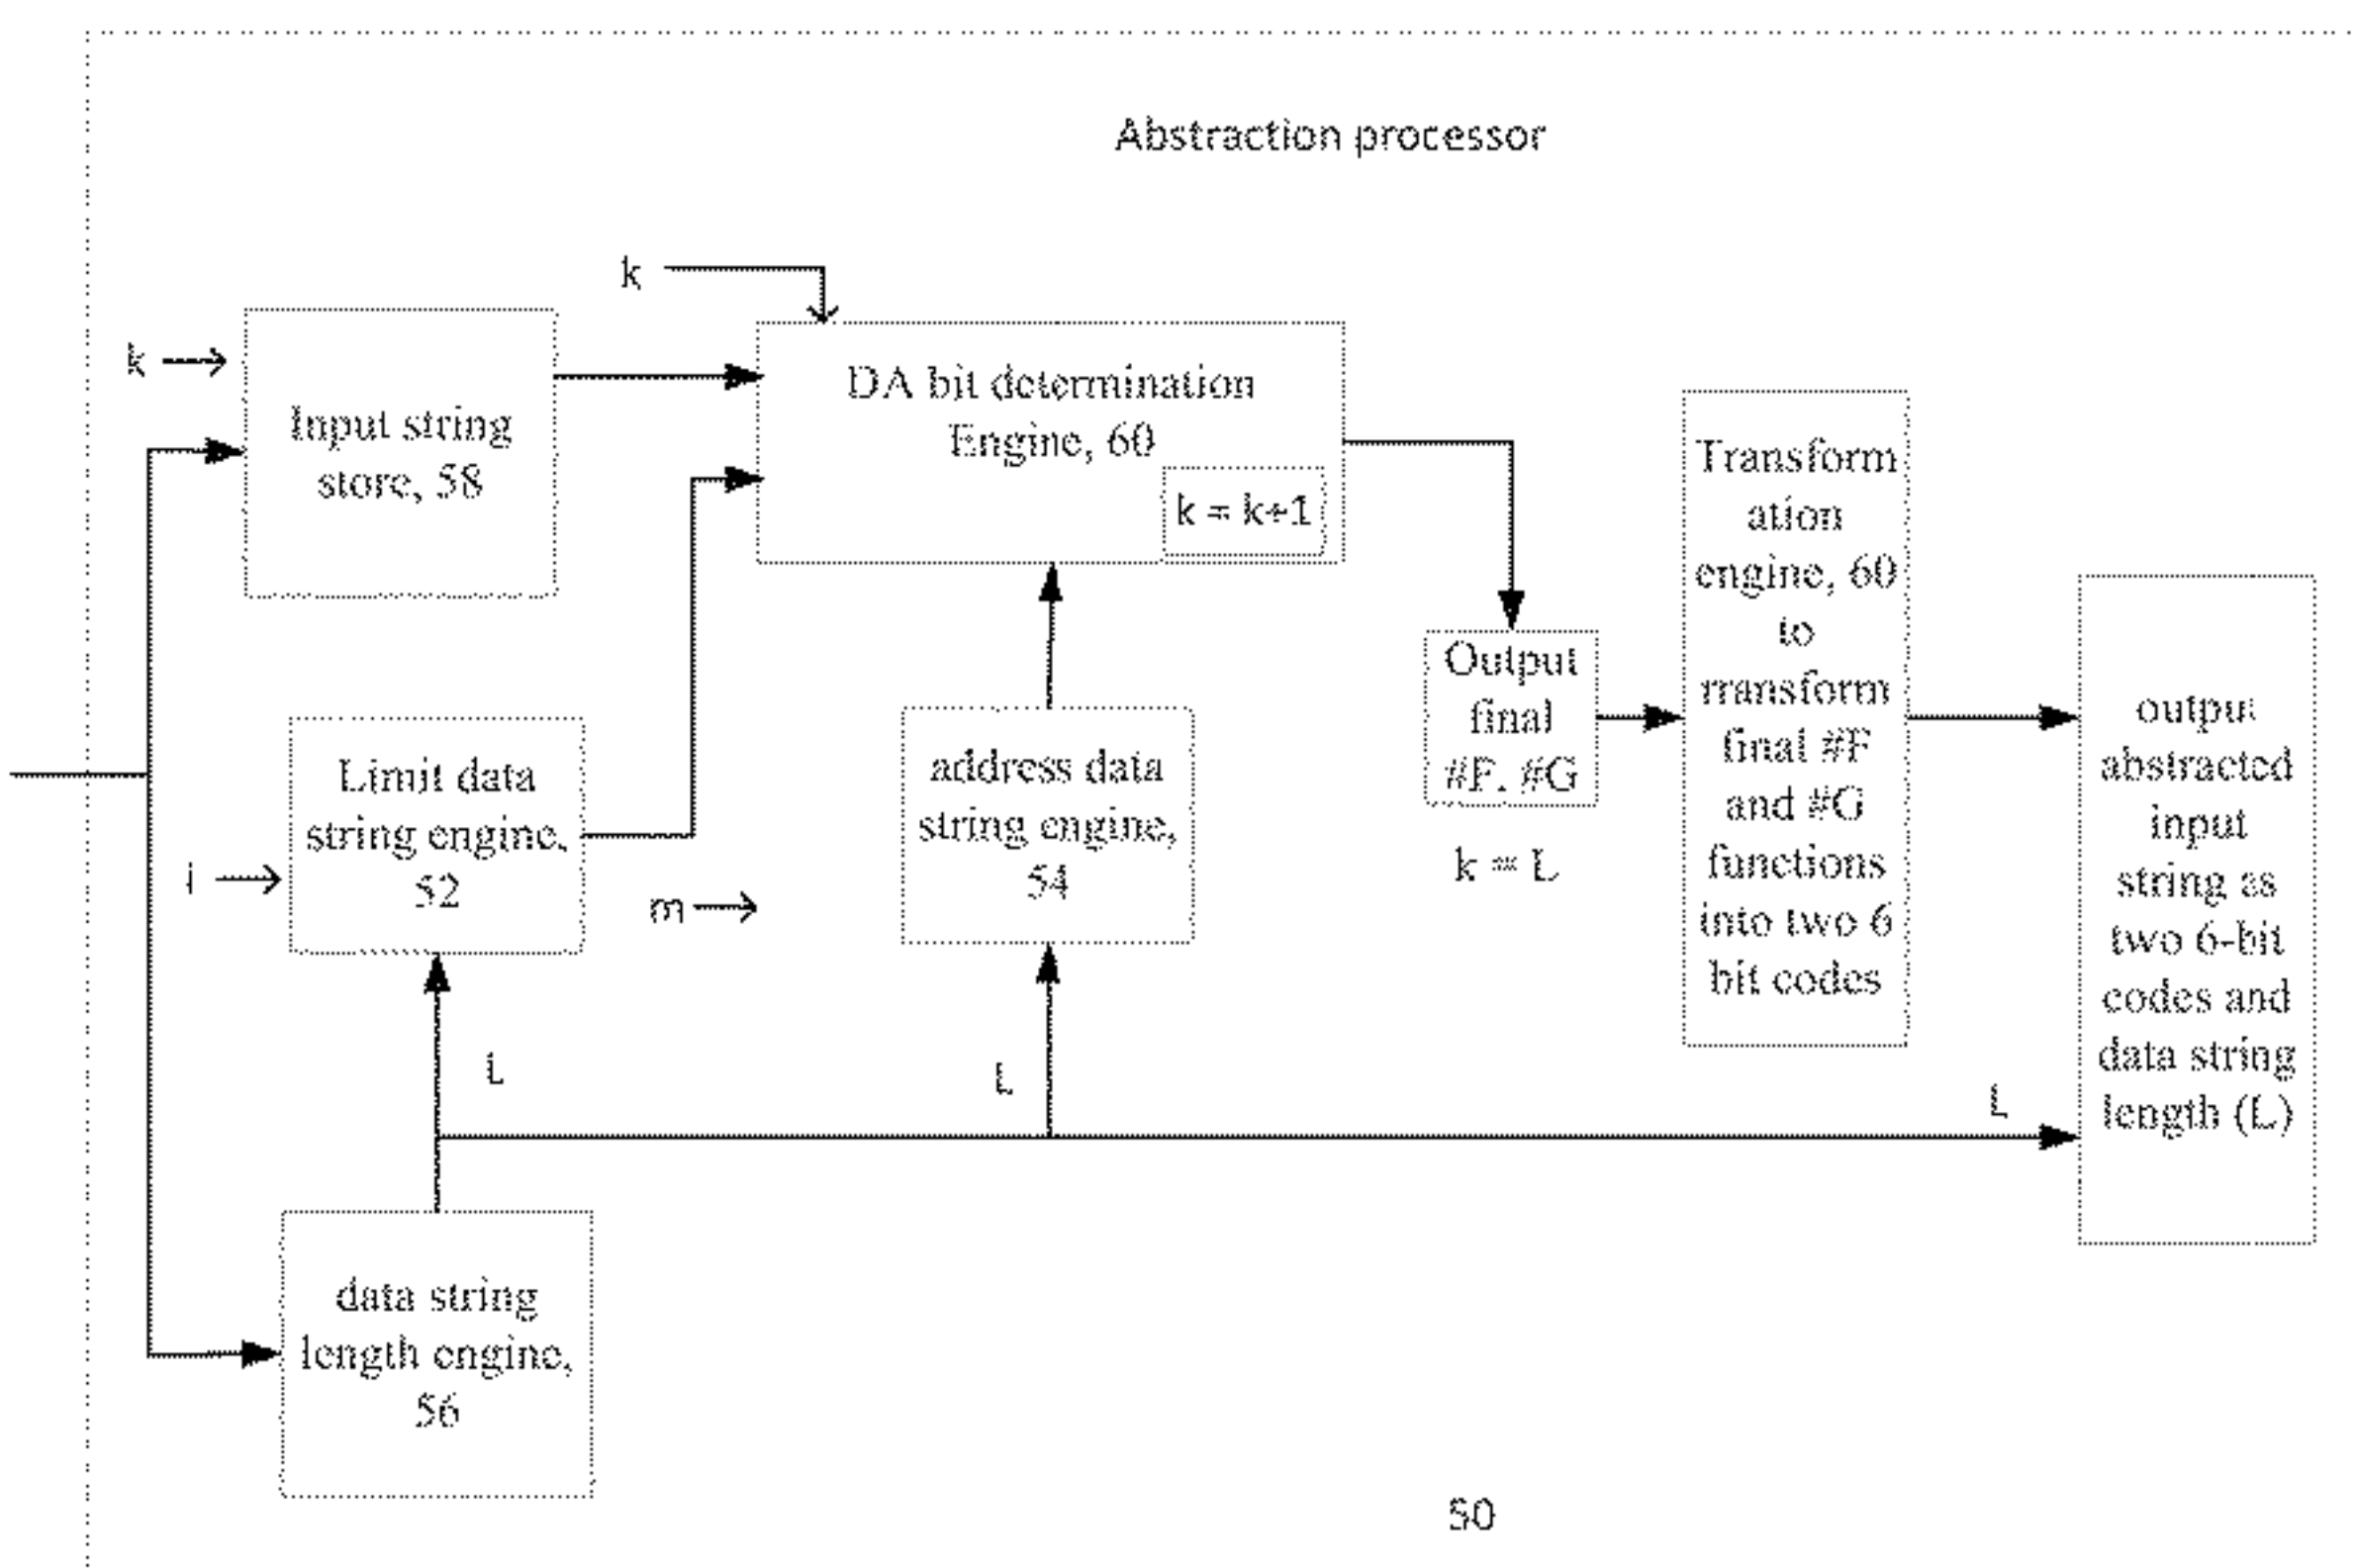 Abstraction processor
k
k
Input string
store, 58
DA bit determination
Engine, 60
k = k+1
Transform
ation
engine, 60
to
rransform
final #F
and #G
functions
into two 6
bit codes
Output
final
#F, #G
k = L
Limit data
string engine,
52
i
m
address data
string engine,
54
output
abstracted
input
string as
two 6-bit
codes and
data string
length (L)
L
L
L
data string
length engine,
56
50